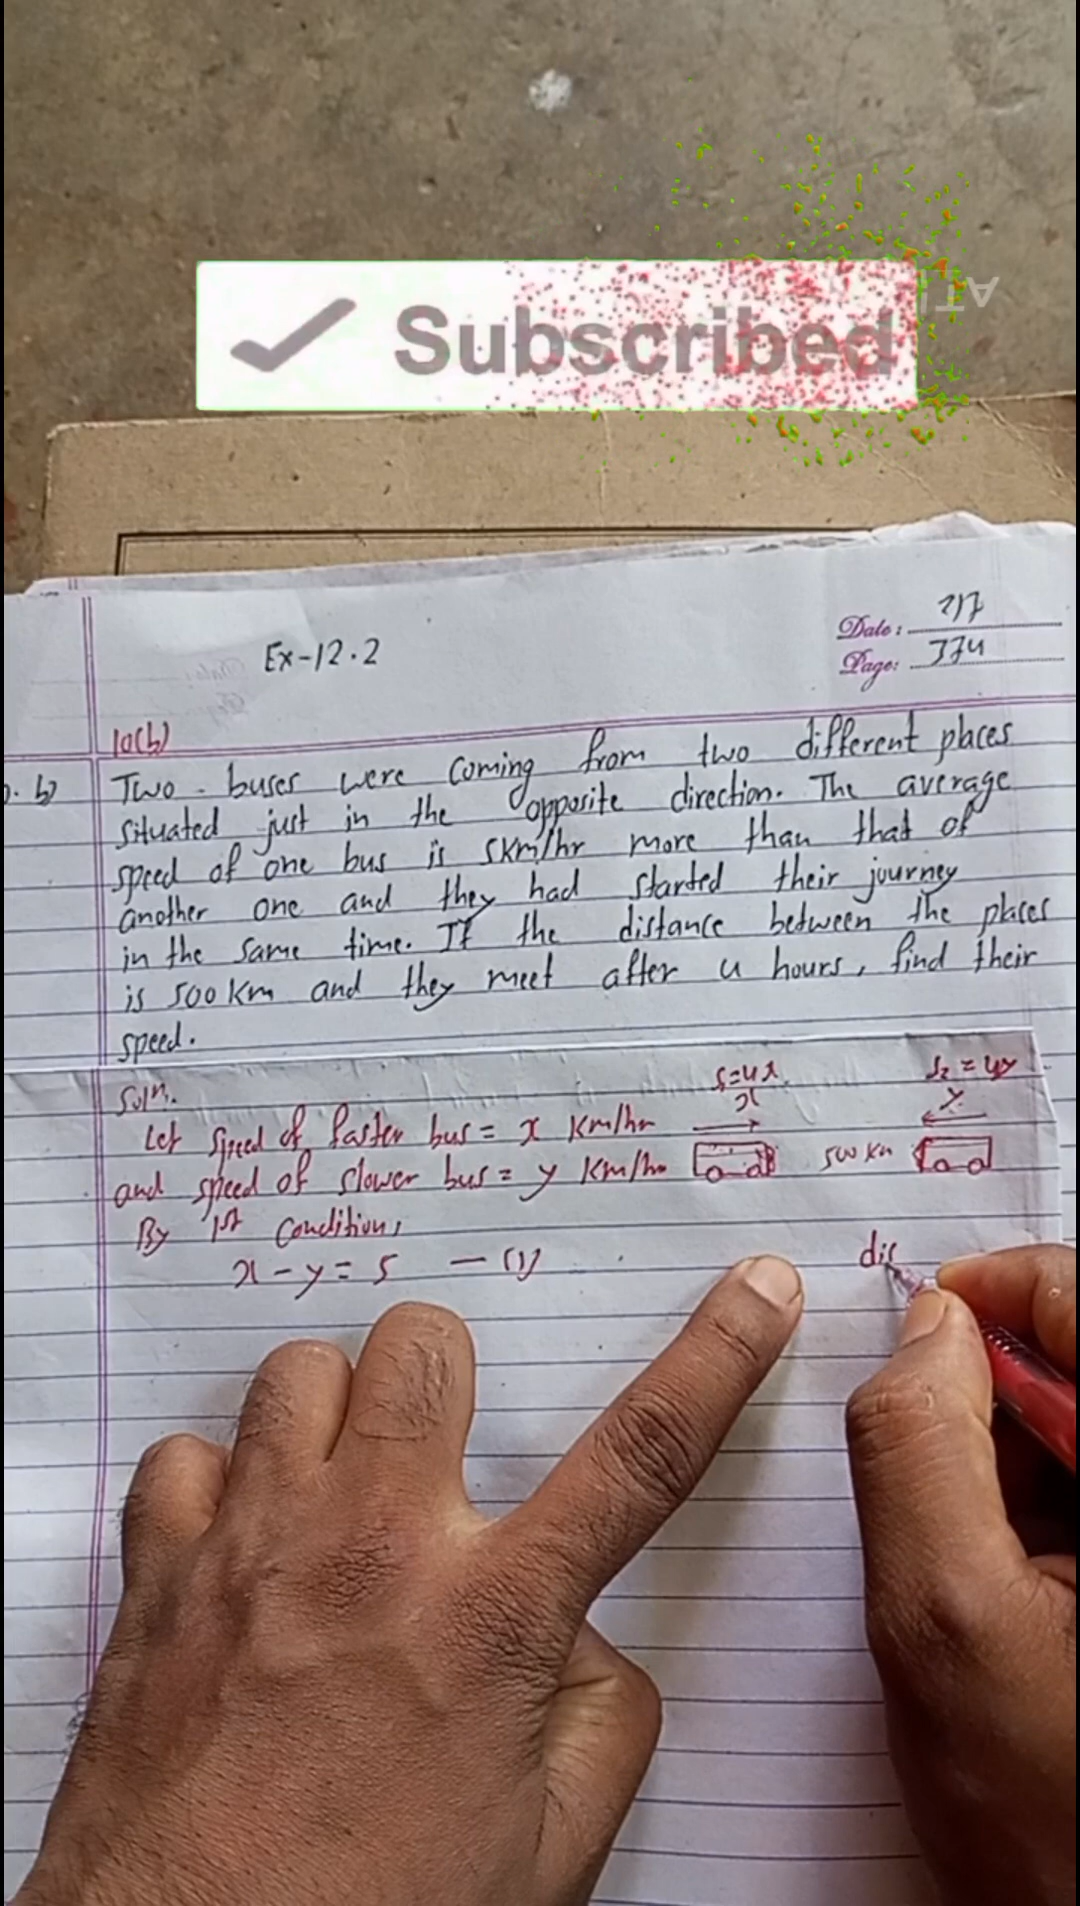 Subscribed
Date: 217
Ex-12.2
Page: 374
10(b)
b) Two buses were coming from two different places
situated just in the opposite direction. The average
speed of one bus is 5km/hr more than that of
another one and they had started their journey
in the same time. If the distance between the places
is 500 km and they meet after 4 hours, find their
speed.
Soln.
s1=4x
s2 = 4y
x
y
Let speed of faster bus = x km/hr
500 km
and speed of slower bus = y km/hr
By 1st condition,
x - y = 5 — (1)
dis